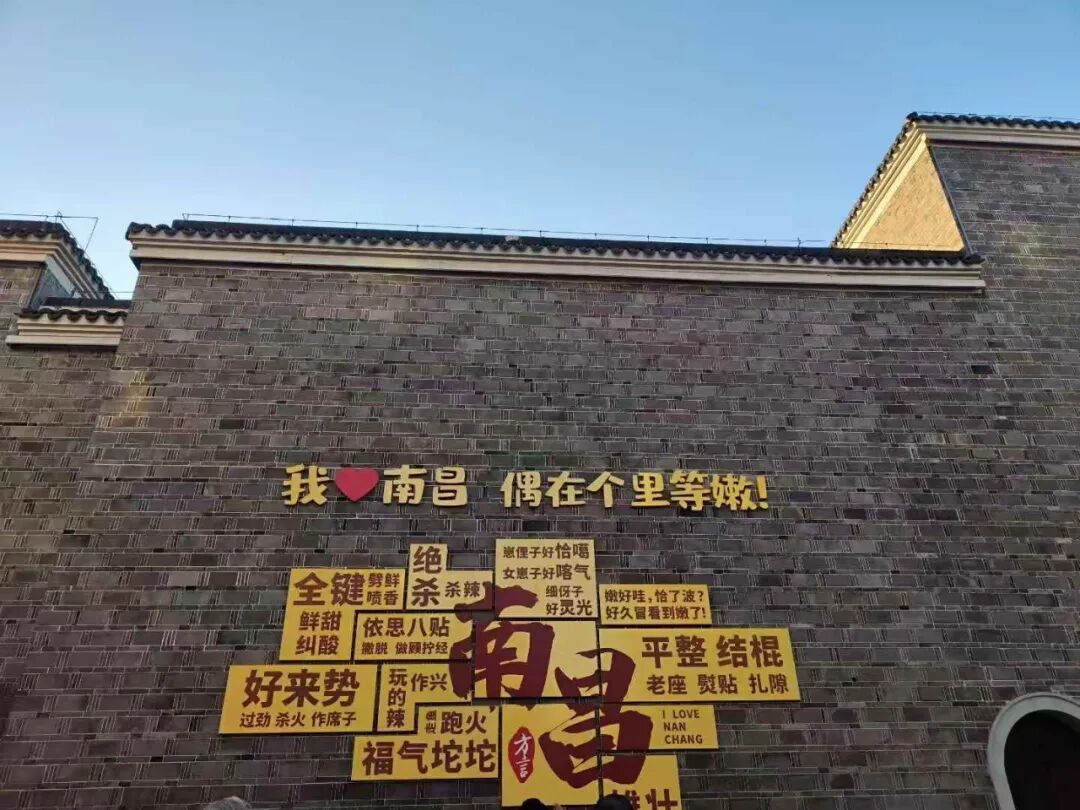 我❤南昌 偶在个里等嫩!
绝杀
杀辣
崽俚子好恰噶
女崽子好喀气
细伢子
好灵光
全键
劈鲜
喷香
鲜甜
纠酸
嫩好哇,恰了波?
好久冒看到嫩了!
依思八贴
撇脱 做顾拧经
南昌
方言
平整 结棍
老座 熨贴 扎隙
好来势
过劲 杀火 作席子
玩的辣
作兴
跑火
福气坨坨
I LOVE
NAN
CHANG